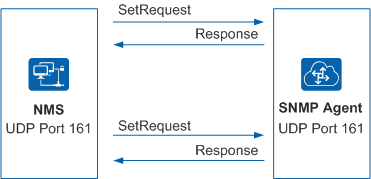 SetRequest
Response
NMS
UDP Port 161
SNMP Agent
UDP Port 161
SetRequest
Response